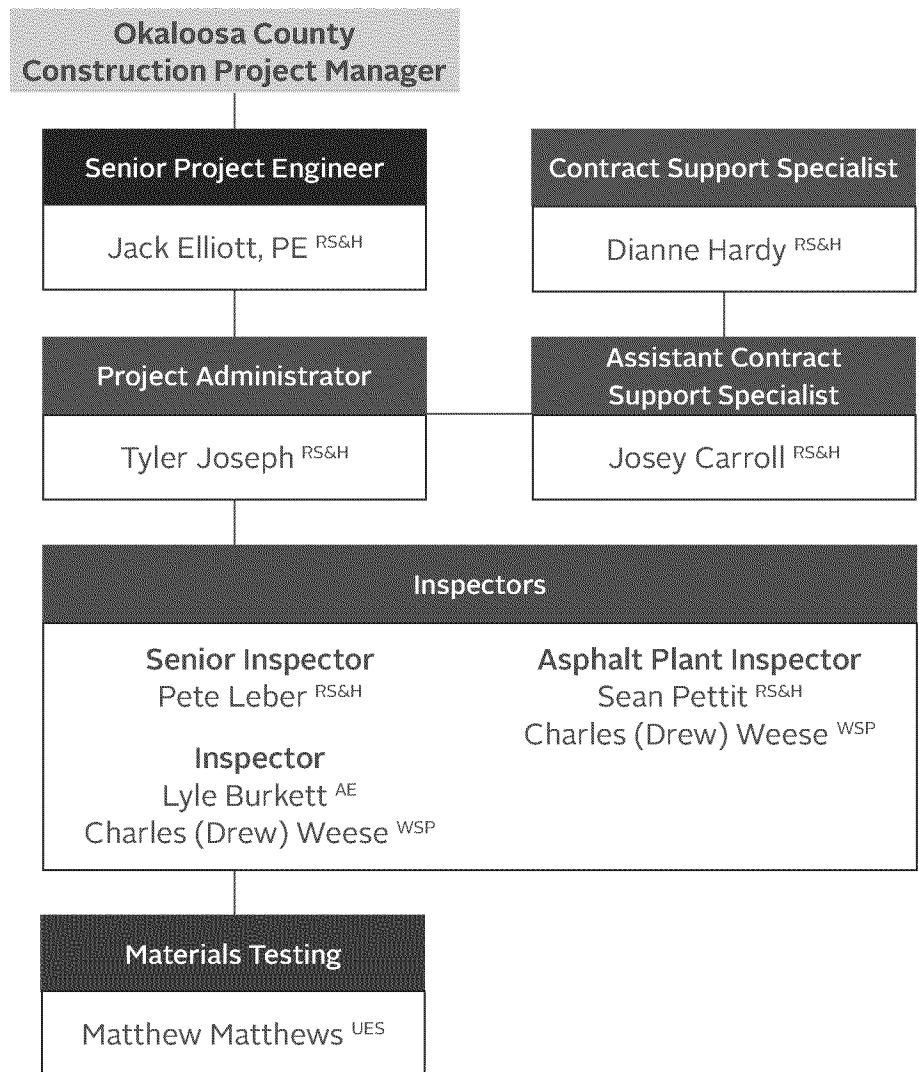 Okaloosa County
Construction Project Manager
Senior Project Engineer
Jack Elliott, PE RS&H
Contract Support Specialist
Dianne Hardy RS&H
Project Administrator
Tyler Joseph RS&H
Assistant Contract
Support Specialist
Josey Carroll RS&H
Inspectors
Senior Inspector
Pete Leber RS&H
Inspector
Lyle Burkett AE
Charles (Drew) Weese WSP
Asphalt Plant Inspector
Sean Pettit RS&H
Charles (Drew) Weese WSP
Materials Testing
Matthew Matthews UES